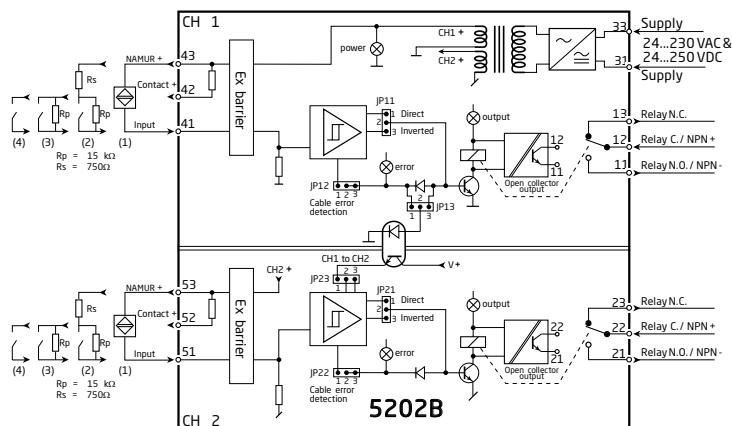 CH 1
33
Supply
24...230 VAC &
24...250 VDC
31
Supply
CH1 +
CH2 +
power
NAMUR +
43
Rs
Contact +
42
Rp
Rp
Input
41
(4)
(3)
(2)
(1)
Rp = 15 kΩ
Rs = 750Ω
Ex barrier
JP11
1
Direct
2
3
Inverted
output
13
Relay N.C.
12
Relay C. / NPN +
11
Relay N.O. / NPN -
12
11
Open collector
output
error
JP12
1 2 3
Cable error
detection
2
1
3
JP13
CH1 to CH2
V+
JP23
2
1
3
NAMUR +
53
CH2 +
Rs
Contact +
52
Rp
Rp
Input
51
(4)
(3)
(2)
(1)
Rp = 15 kΩ
Rs = 750Ω
Ex barrier
JP21
1
Direct
2
3
Inverted
output
23
Relay N.C.
22
Relay C. / NPN +
21
Relay N.O. / NPN -
22
21
Open collector
output
error
JP22
1 2 3
Cable error
detection
5202B
CH 2